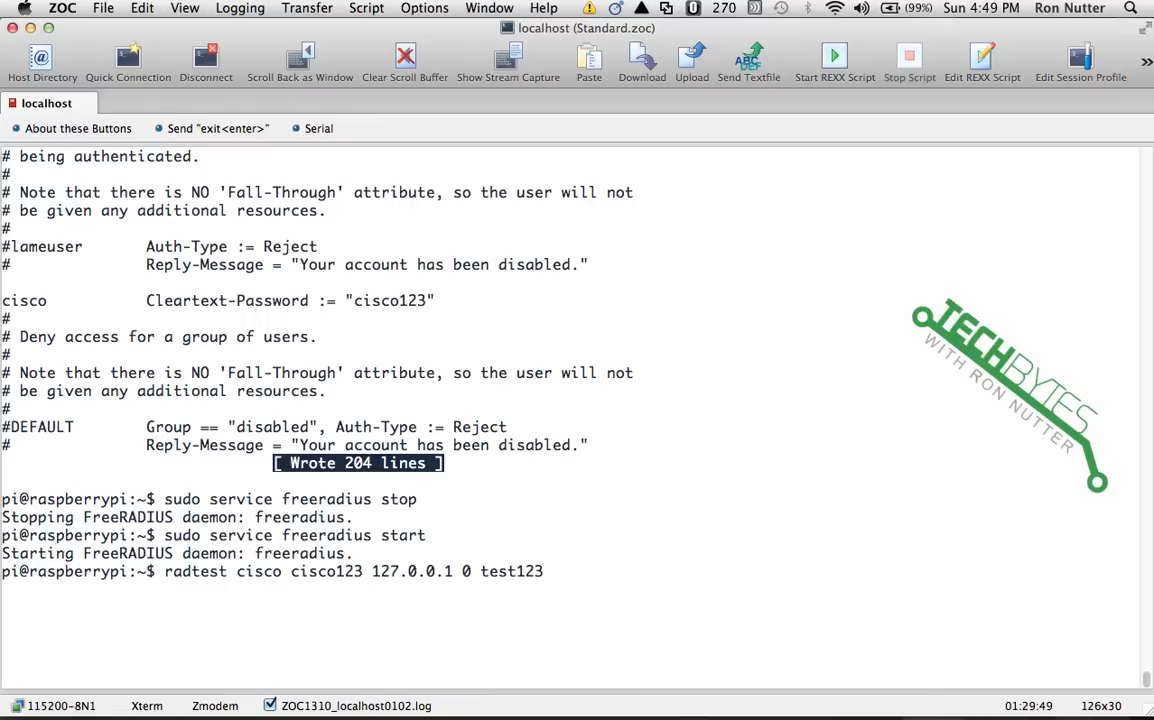 ZOC File Edit View Logging Transfer Script Options Window Help 270 (99%) Sun 4:49 PM Ron Nutter
localhost (Standard.zoc)
Host Directory Quick Connection Disconnect Scroll Back as Window Clear Scroll Buffer Show Stream Capture Paste Download Upload Send Textfile Start REXX Script Stop Script Edit REXX Script Edit Session Profile
localhost
About these Buttons Send "exit<enter>" Serial
# being authenticated.
#
# Note that there is NO 'Fall-Through' attribute, so the user will not
# be given any additional resources.
#
#lameuser Auth-Type := Reject
# Reply-Message = "Your account has been disabled."
cisco Cleartext-Password := "cisco123"
#
# Deny access for a group of users.
#
# Note that there is NO 'Fall-Through' attribute, so the user will not
# be given any additional resources.
#
#DEFAULT Group == "disabled", Auth-Type := Reject
# Reply-Message = "Your account has been disabled."
[ Wrote 204 lines ]
pi@raspberrypi:~$ sudo service freeradius stop
Stopping FreeRADIUS daemon: freeradius.
pi@raspberrypi:~$ sudo service freeradius start
Starting FreeRADIUS daemon: freeradius.
pi@raspberrypi:~$ radtest cisco cisco123 127.0.0.1 0 test123
TECHBYTES
WITH RON NUTTER
115200-8N1 Xterm Zmodem ZOC1310_localhost0102.log 01:29:49 126x30